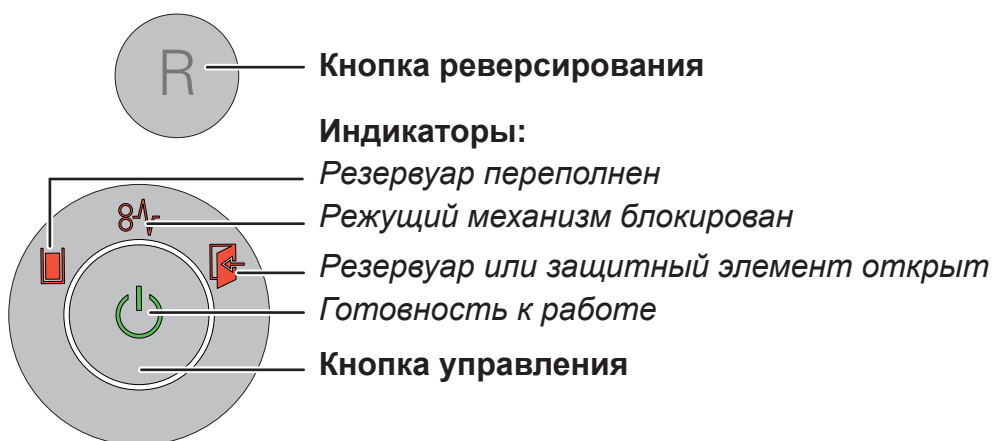 R
Кнопка реверсирования
Индикаторы:
Резервуар переполнен
Режущий механизм блокирован
Резервуар или защитный элемент открыт
Готовность к работе
Кнопка управления